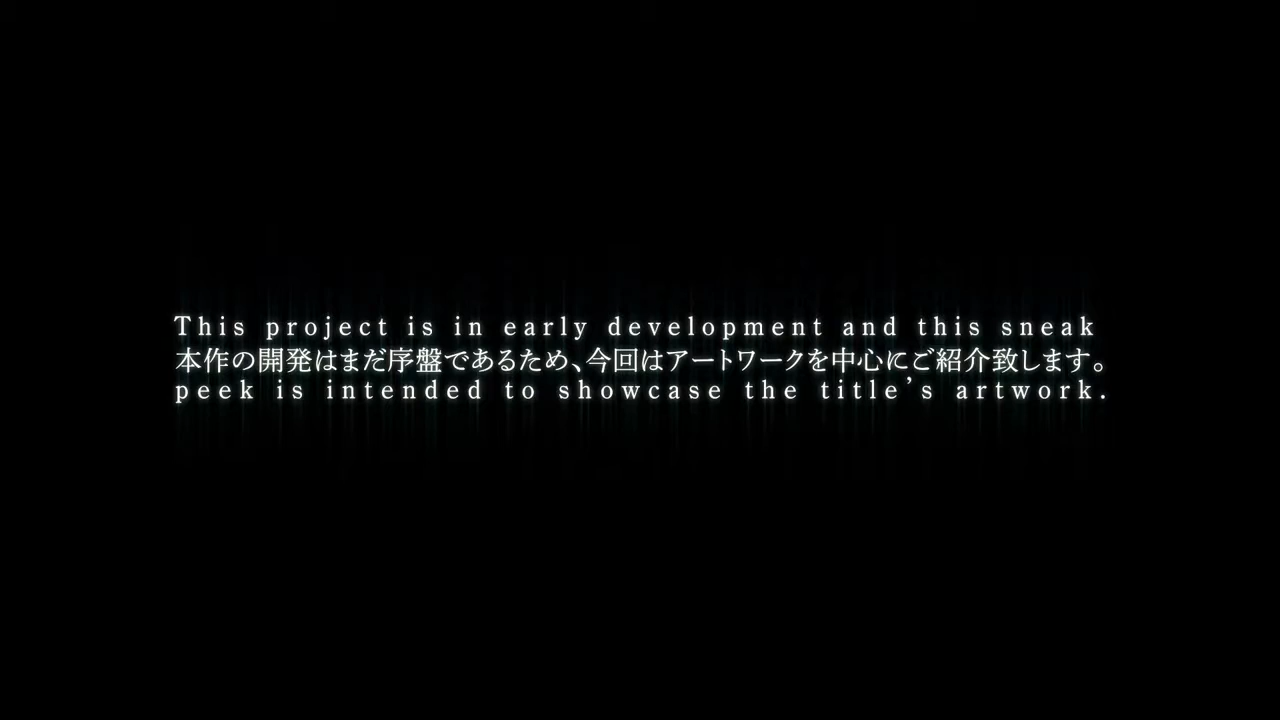 This project is in early development and this sneak
本作の開発はまだ序盤であるため、今回はアートワークを中心にご紹介致します。
peek is intended to showcase the title’s artwork.